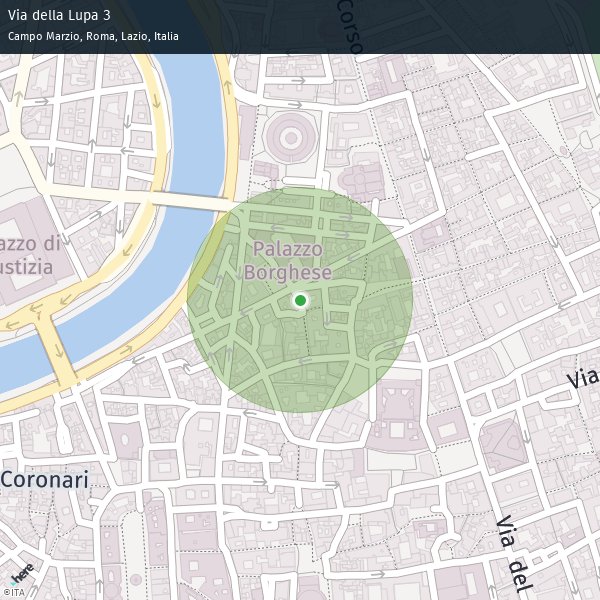 Via della Lupa 3
Campo Marzio, Roma, Lazio, Italia
Corso
azzo di
ustizia
Palazzo
Borghese
Via
Coronari
Via del
here
©ITA